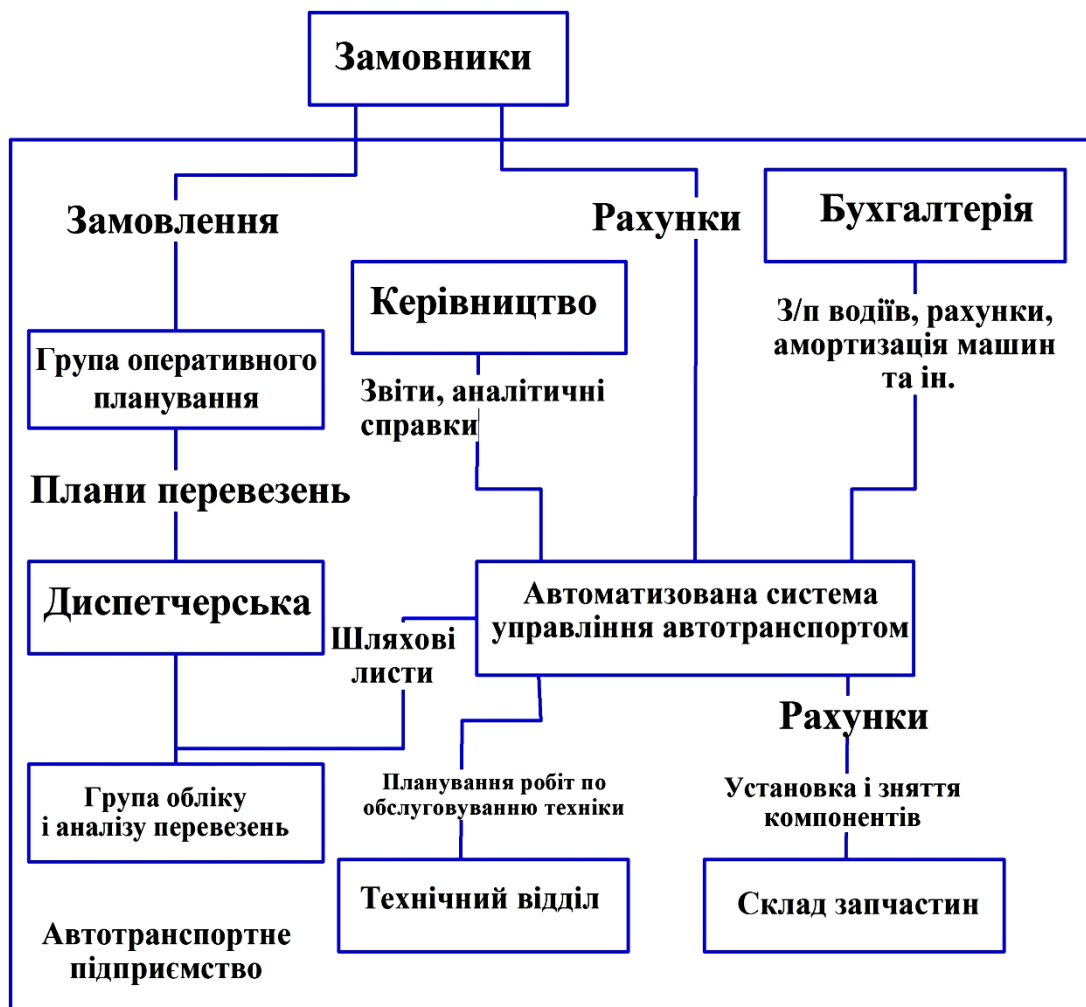 Замовники
Замовлення
Рахунки
Бухгалтерія
Керівництво
З/п водіїв, рахунки,
амортизація машин
та ін.
Група оперативного
планування
Звіти, аналітичні
справки
Плани перевезень
Диспетчерська
Автоматизована система
управління автотранспортом
Шляхові
листи
Рахунки
Група обліку
і аналізу перевезень
Планування робіт по
обслуговуванню техніки
Установка і зняття
компонентів
Технічний відділ
Склад запчастин
Автотранспортне
підприємство